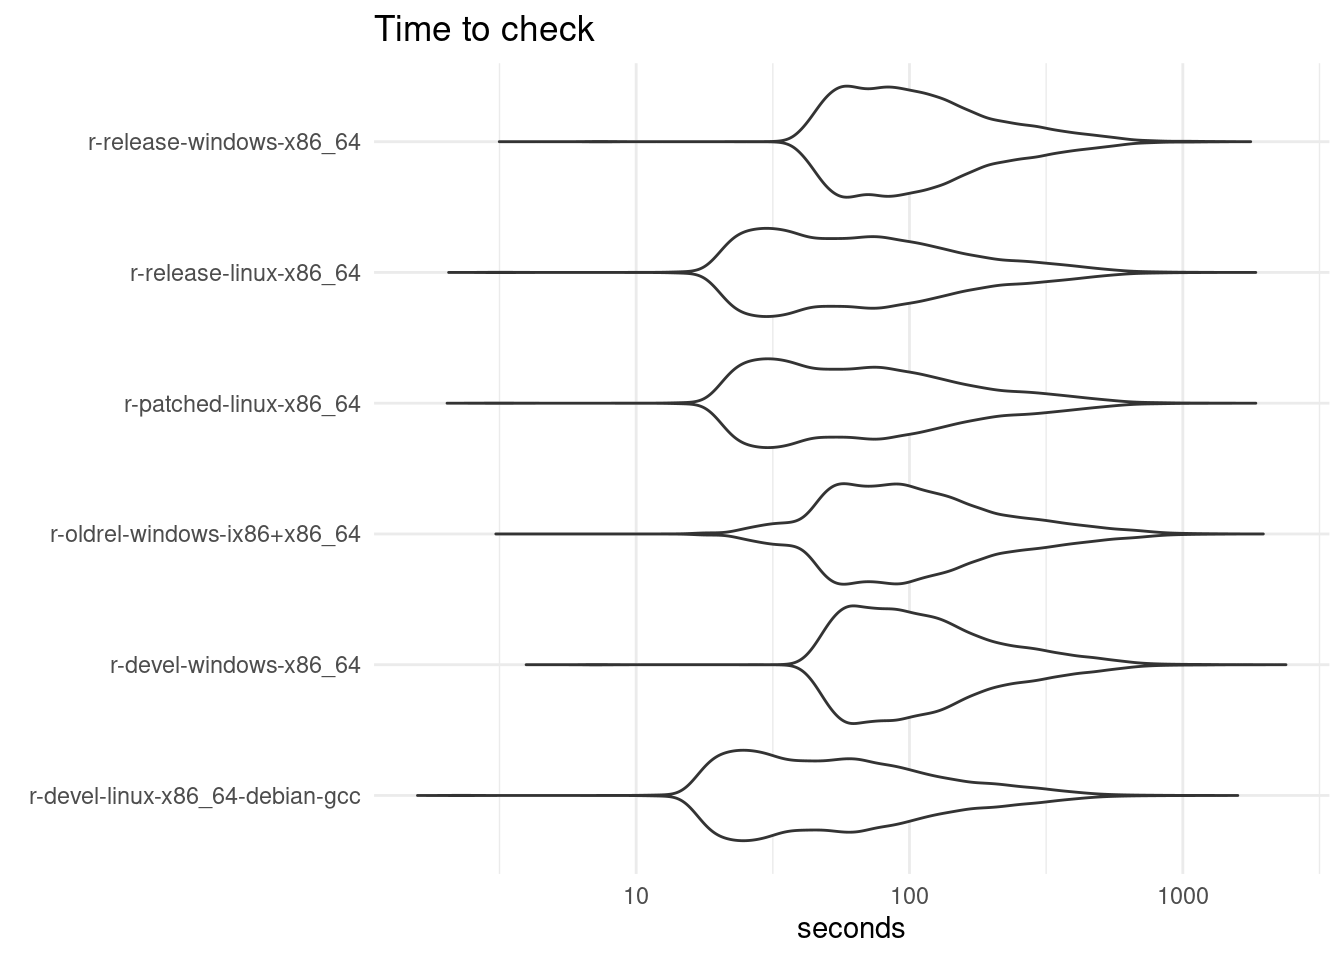 Time to check
r-release-windows-x86_64
r-release-linux-x86_64
r-patched-linux-x86_64
r-oldrel-windows-ix86+x86_64
r-devel-windows-x86_64
r-devel-linux-x86_64-debian-gcc
10 100 1000
seconds